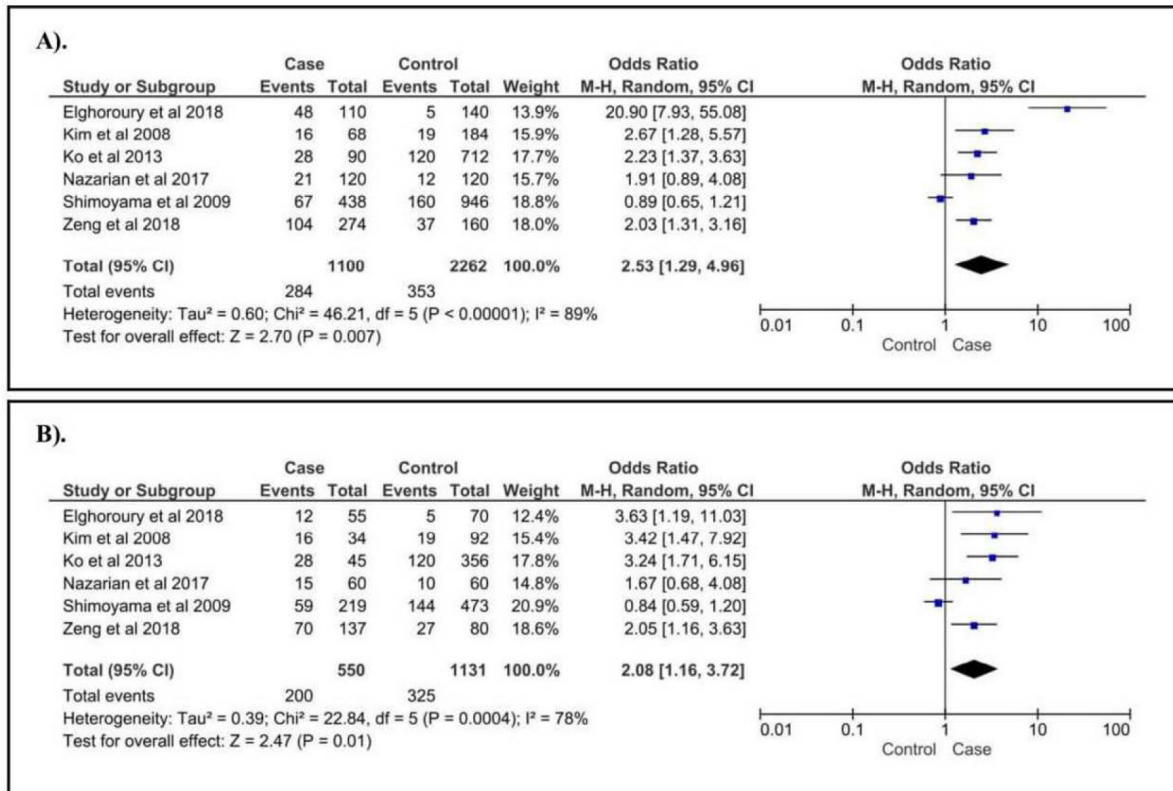 A).
Case Control Odds Ratio Odds Ratio
Study or Subgroup Events Total Events Total Weight M-H, Random, 95% CI M-H, Random, 95% CI
Elghoroury et al 2018 48 110 5 140 13.9% 20.90 [7.93, 55.08]
Kim et al 2008 16 68 19 184 15.9% 2.67 [1.28, 5.57]
Ko et al 2013 28 90 120 712 17.7% 2.23 [1.37, 3.63]
Nazarian et al 2017 21 120 12 120 15.7% 1.91 [0.89, 4.08]
Shimoyama et al 2009 67 438 160 946 18.8% 0.89 [0.65, 1.21]
Zeng et al 2018 104 274 37 160 18.0% 2.03 [1.31, 3.16]
Total (95% CI) 1100 2262 100.0% 2.53 [1.29, 4.96]
Total events 284 353
Heterogeneity: Tau² = 0.60; Chi² = 46.21, df = 5 (P < 0.00001); I² = 89%
Test for overall effect: Z = 2.70 (P = 0.007)
0.01 0.1 1 10 100
Control Case
B).
Case Control Odds Ratio Odds Ratio
Study or Subgroup Events Total Events Total Weight M-H, Random, 95% CI M-H, Random, 95% CI
Elghoroury et al 2018 12 55 5 70 12.4% 3.63 [1.19, 11.03]
Kim et al 2008 16 34 19 92 15.4% 3.42 [1.47, 7.92]
Ko et al 2013 28 45 120 356 17.8% 3.24 [1.71, 6.15]
Nazarian et al 2017 15 60 10 60 14.8% 1.67 [0.68, 4.08]
Shimoyama et al 2009 59 219 144 473 20.9% 0.84 [0.59, 1.20]
Zeng et al 2018 70 137 27 80 18.6% 2.05 [1.16, 3.63]
Total (95% CI) 550 1131 100.0% 2.08 [1.16, 3.72]
Total events 200 325
Heterogeneity: Tau² = 0.39; Chi² = 22.84, df = 5 (P = 0.0004); I² = 78%
Test for overall effect: Z = 2.47 (P = 0.01)
0.01 0.1 1 10 100
Control Case